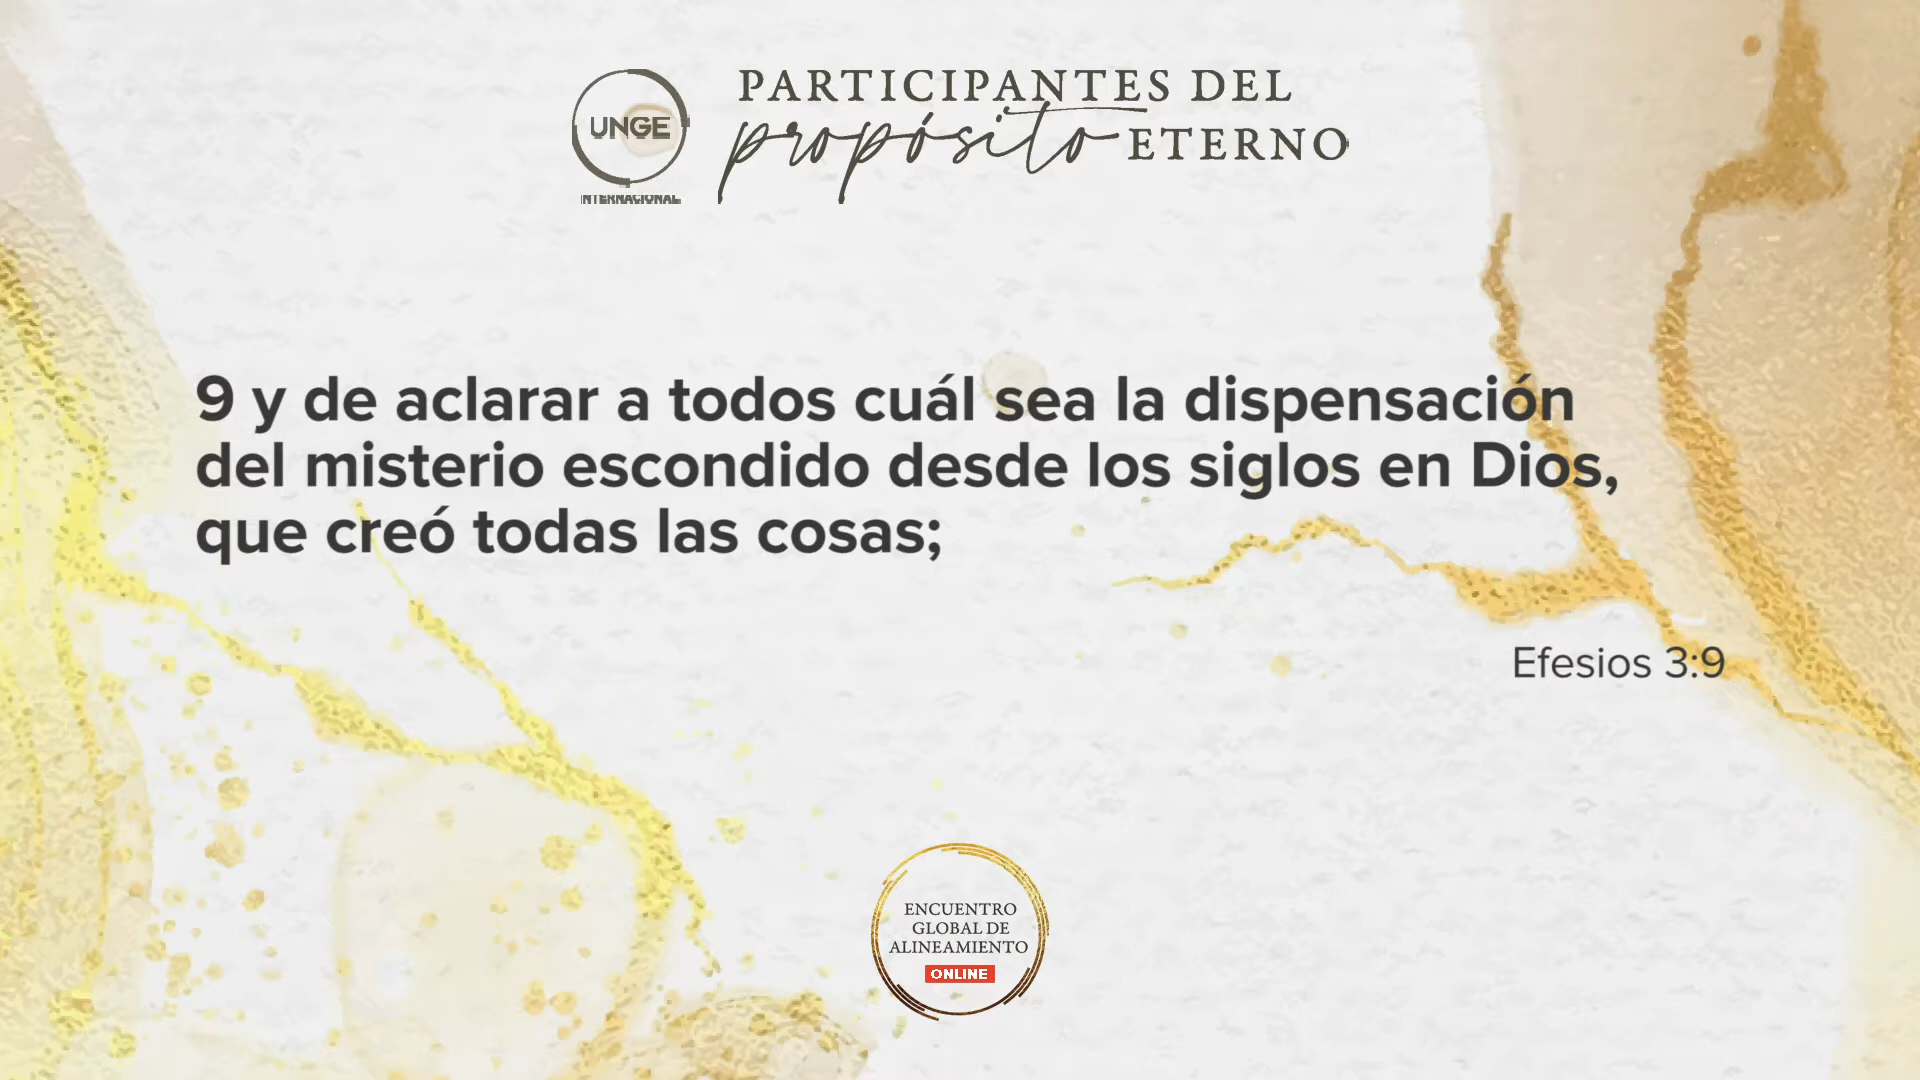 UNGE
INTERNACIONAL
PARTICIPANTES DEL
propósito ETERNO
9 y de aclarar a todos cuál sea la dispensación
del misterio escondido desde los siglos en Dios,
que creó todas las cosas;
Efesios 3:9
ENCUENTRO
GLOBAL DE
ALINEAMIENTO
ONLINE